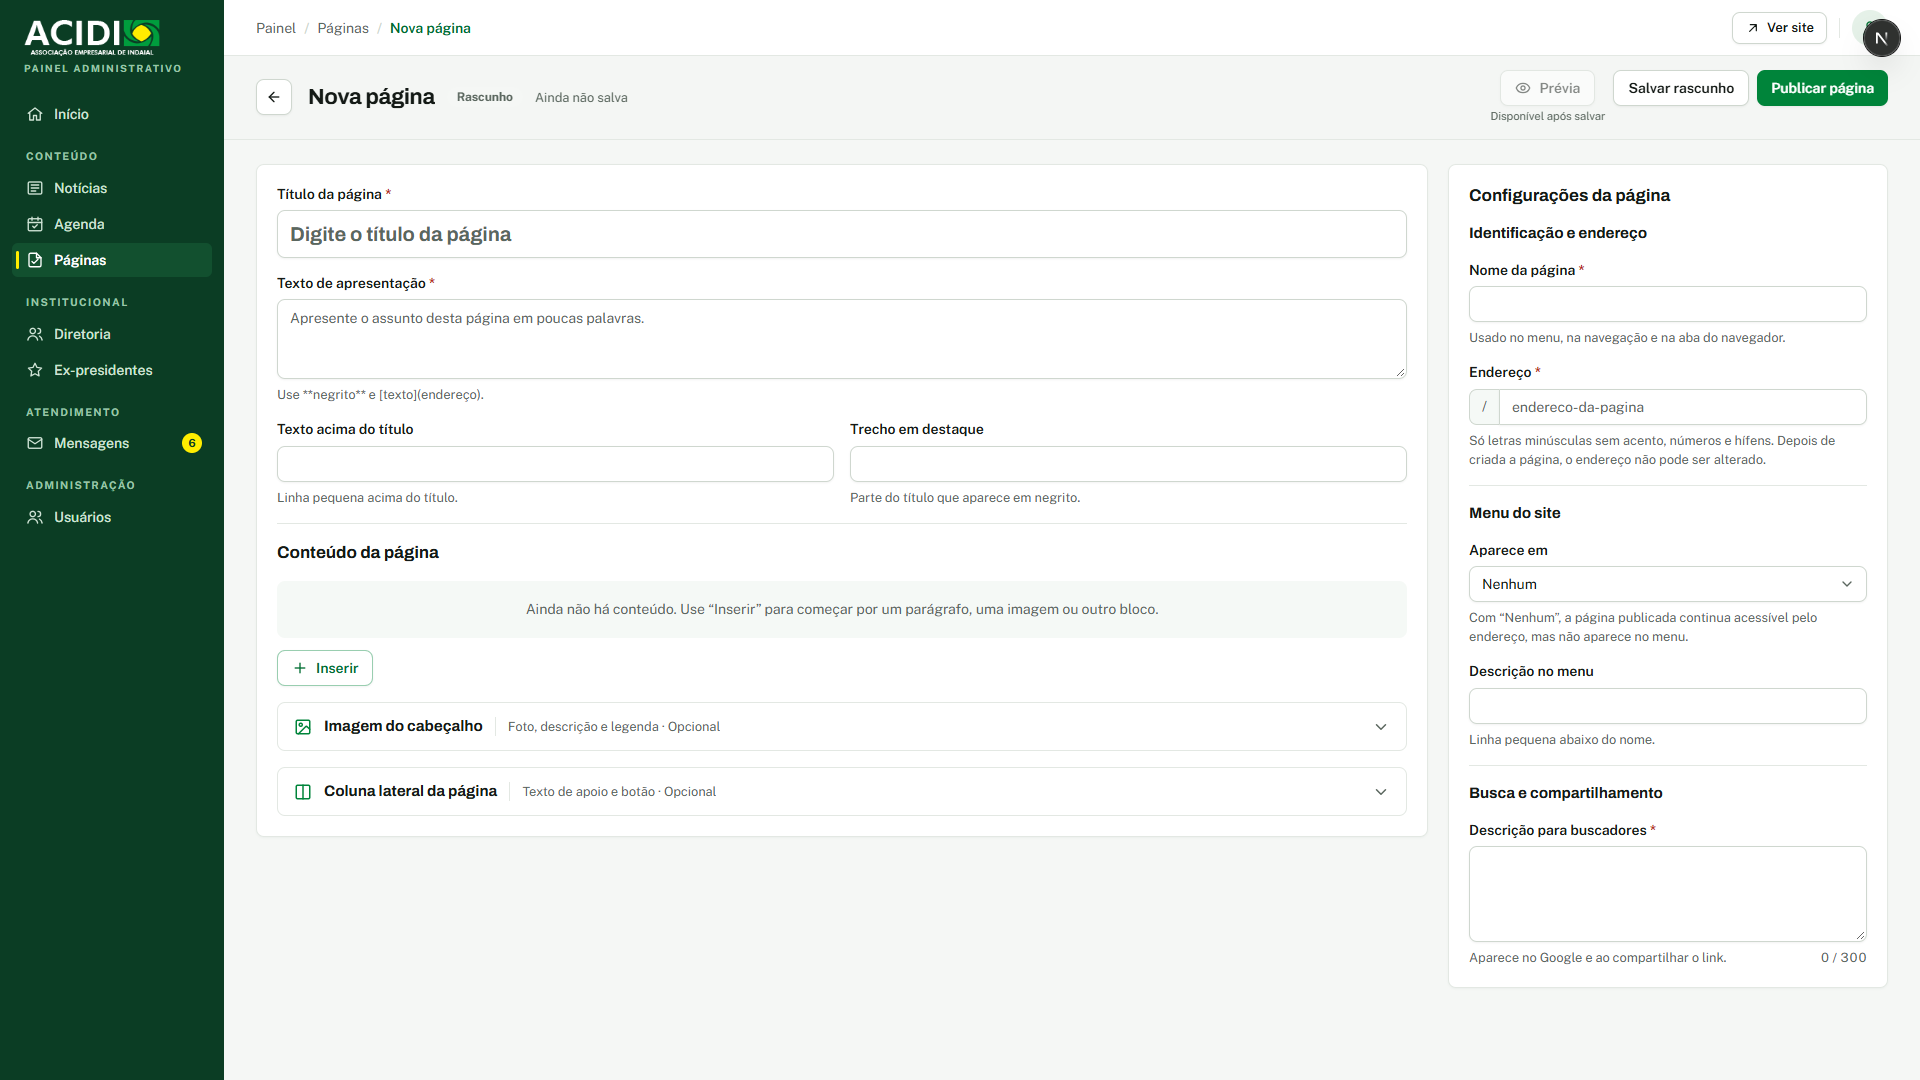 ACIDI
ASSOCIAÇÃO EMPRESARIAL DE INDAIAL
PAINEL ADMINISTRATIVO
Início
CONTEÚDO
Notícias
Agenda
Páginas
INSTITUCIONAL
Diretoria
Ex-presidentes
ATENDIMENTO
Mensagens 6
ADMINISTRAÇÃO
Usuários
Painel / Páginas / Nova página
Ver site
N
Nova página Rascunho Ainda não salva
Prévia
Disponível após salvar
Salvar rascunho
Publicar página
Título da página *
Digite o título da página
Texto de apresentação *
Apresente o assunto desta página em poucas palavras.
Use **negrito** e [texto](endereço).
Texto acima do título
Linha pequena acima do título.
Trecho em destaque
Parte do título que aparece em negrito.
Conteúdo da página
Ainda não há conteúdo. Use “Inserir” para começar por um parágrafo, uma imagem ou outro bloco.
Inserir
Imagem do cabeçalho Foto, descrição e legenda · Opcional
Coluna lateral da página Texto de apoio e botão · Opcional
Configurações da página
Identificação e endereço
Nome da página *
Usado no menu, na navegação e na aba do navegador.
Endereço *
/ endereco-da-pagina
Só letras minúsculas sem acento, números e hífens. Depois de
criada a página, o endereço não pode ser alterado.
Menu do site
Aparece em
Nenhum
Com “Nenhum”, a página publicada continua acessível pelo
endereço, mas não aparece no menu.
Descrição no menu
Linha pequena abaixo do nome.
Busca e compartilhamento
Descrição para buscadores *
Aparece no Google e ao compartilhar o link. 0 / 300